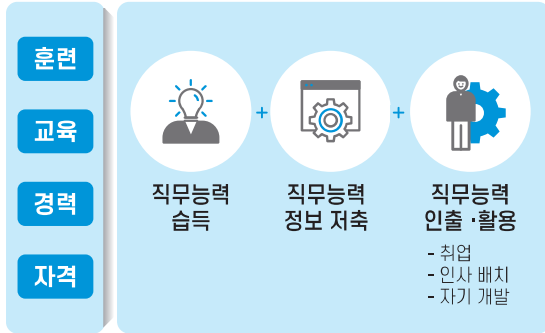 훈련
교육
경력
자격
+
+
직무능력
습득
직무능력
정보 저축
직무능력
인출·활용
- 취업
- 인사 배치
- 자기 개발